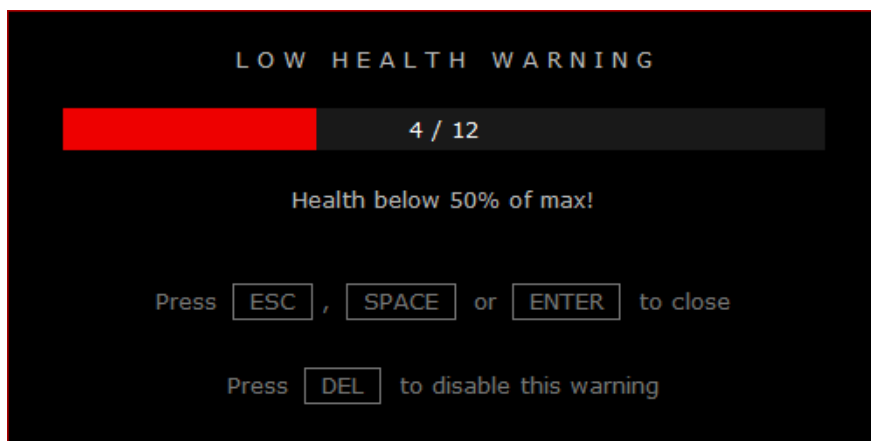 LOW HEALTH WARNING
4 / 12
Health below 50% of max!
Press ESC , SPACE or ENTER to close
Press DEL to disable this warning